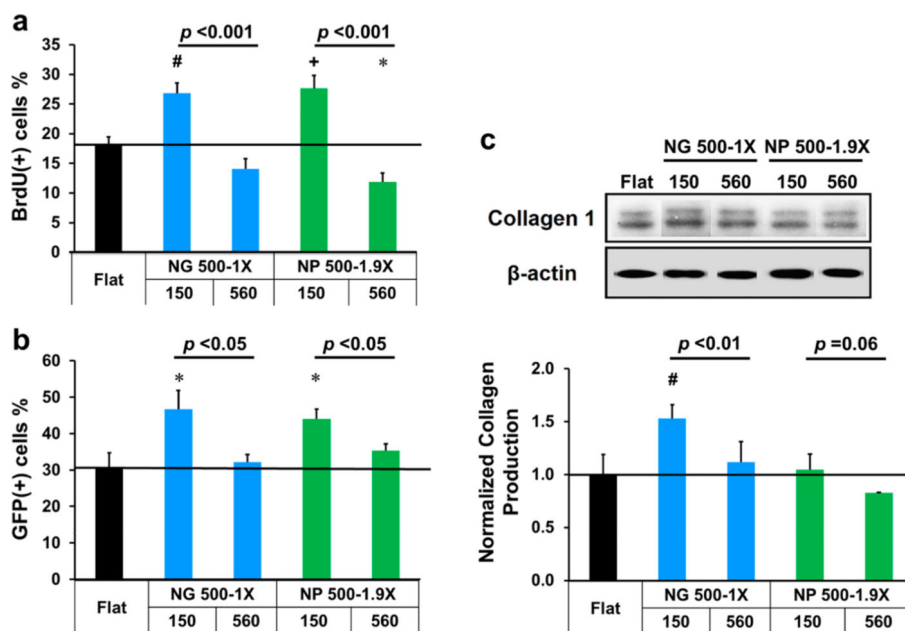 a
p <0.001 p <0.001
35
30
25
20
15
10
5
0
BrdU(+) cells %
# + *
Flat NG 500-1X NP 500-1.9X
150 560 150 560
b
p <0.05 p <0.05
60
50
40
30
20
10
0
GFP(+) cells %
* *
Flat NG 500-1X NP 500-1.9X
150 560 150 560
c
NG 500-1X NP 500-1.9X
Flat 150 560 150 560
Collagen 1
β-actin
p <0.01 p =0.06
2.0
1.5
1.0
0.5
0.0
Normalized Collagen
Production
#
Flat NG 500-1X NP 500-1.9X
150 560 150 560